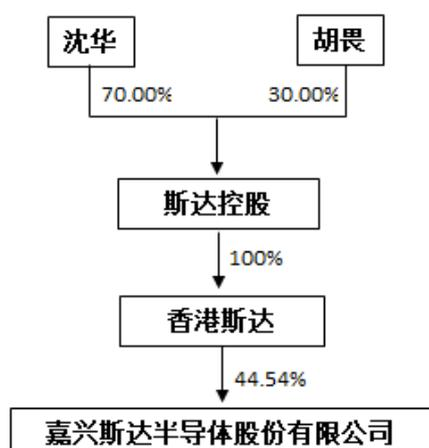 沈华 胡畏
70.00% 30.00%
斯达控股
100%
香港斯达
44.54%
嘉兴斯达半导体股份有限公司